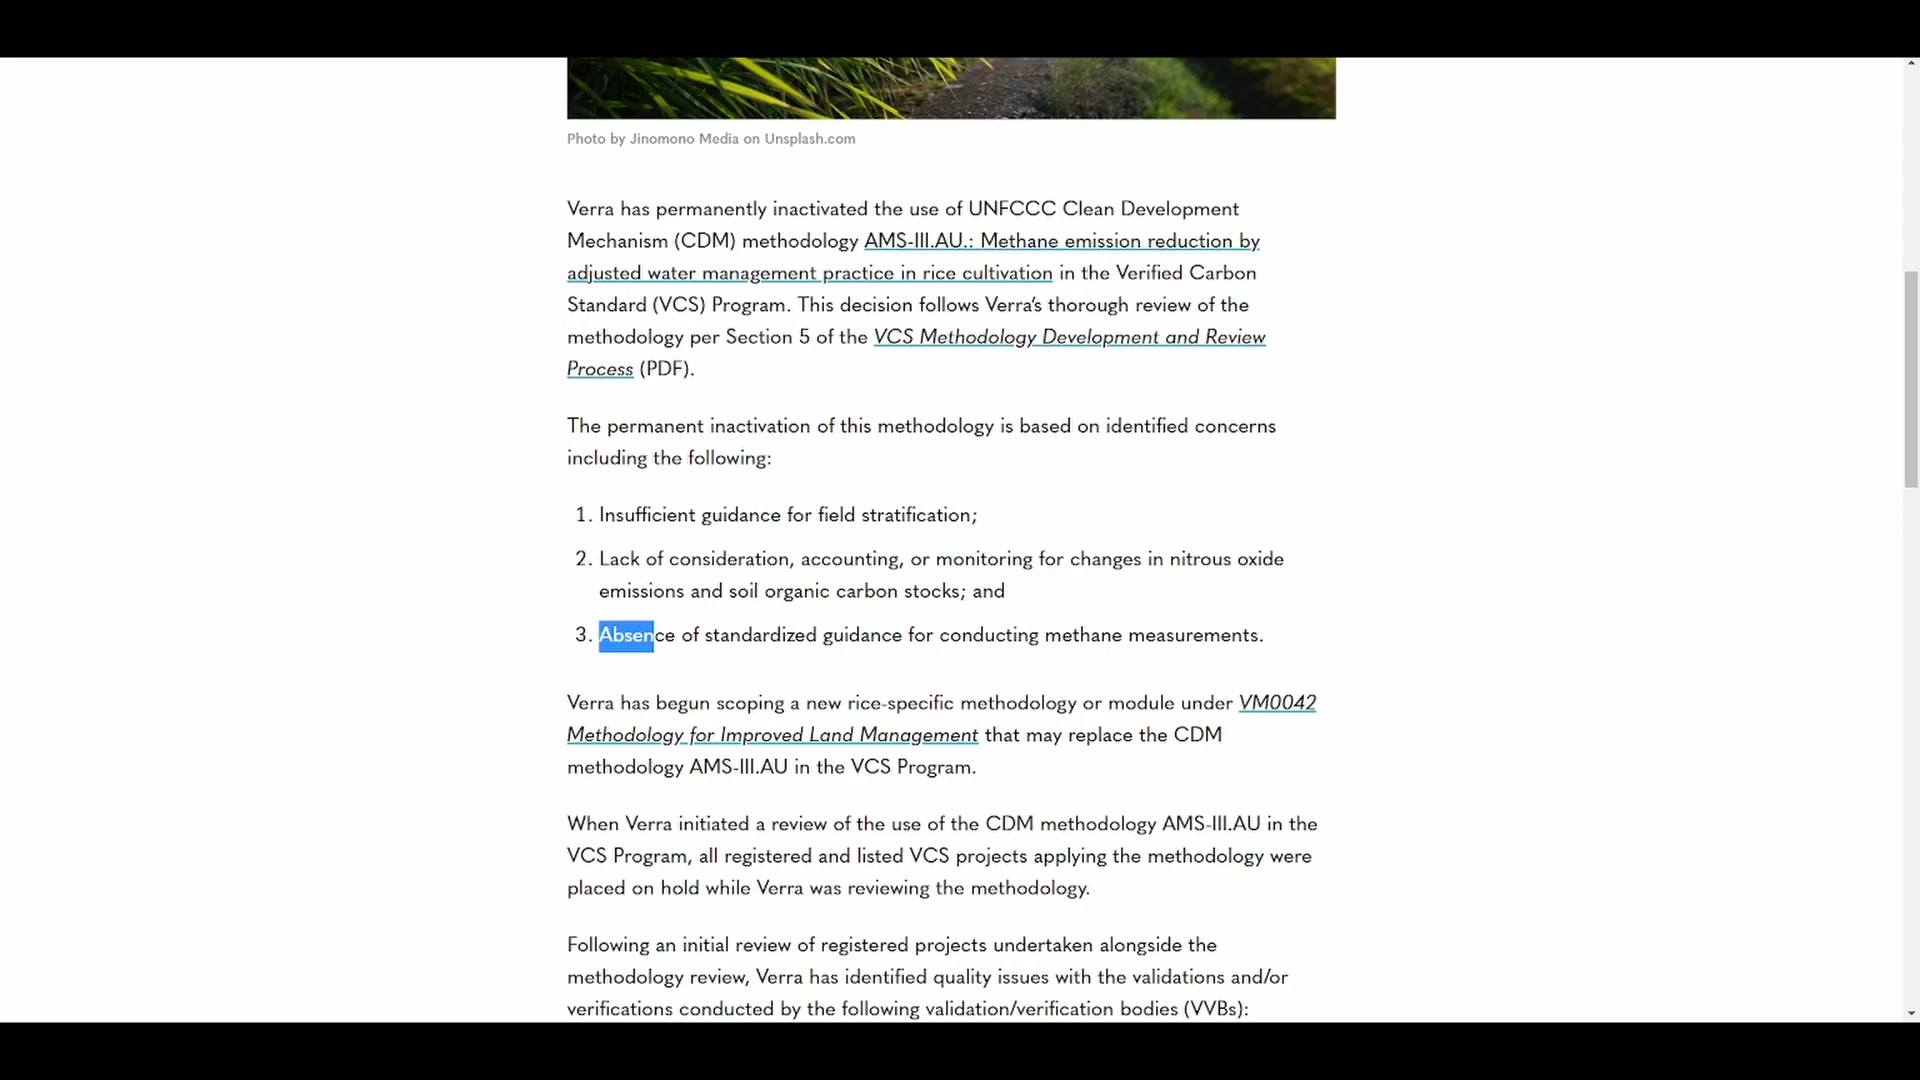 Photo by Jinomono Media on Unsplash.com
Verra has permanently inactivated the use of UNFCCC Clean Development
Mechanism (CDM) methodology AMS-III.AU.: Methane emission reduction by
adjusted water management practice in rice cultivation in the Verified Carbon
Standard (VCS) Program. This decision follows Verra’s thorough review of the
methodology per Section 5 of the VCS Methodology Development and Review
Process (PDF).
The permanent inactivation of this methodology is based on identified concerns
including the following:
1. Insufficient guidance for field stratification;
2. Lack of consideration, accounting, or monitoring for changes in nitrous oxide
emissions and soil organic carbon stocks; and
3. Absence of standardized guidance for conducting methane measurements.
Verra has begun scoping a new rice-specific methodology or module under VM0042
Methodology for Improved Land Management that may replace the CDM
methodology AMS-III.AU in the VCS Program.
When Verra initiated a review of the use of the CDM methodology AMS-III.AU in the
VCS Program, all registered and listed VCS projects applying the methodology were
placed on hold while Verra was reviewing the methodology.
Following an initial review of registered projects undertaken alongside the
methodology review, Verra has identified quality issues with the validations and/or
verifications conducted by the following validation/verification bodies (VVBs):